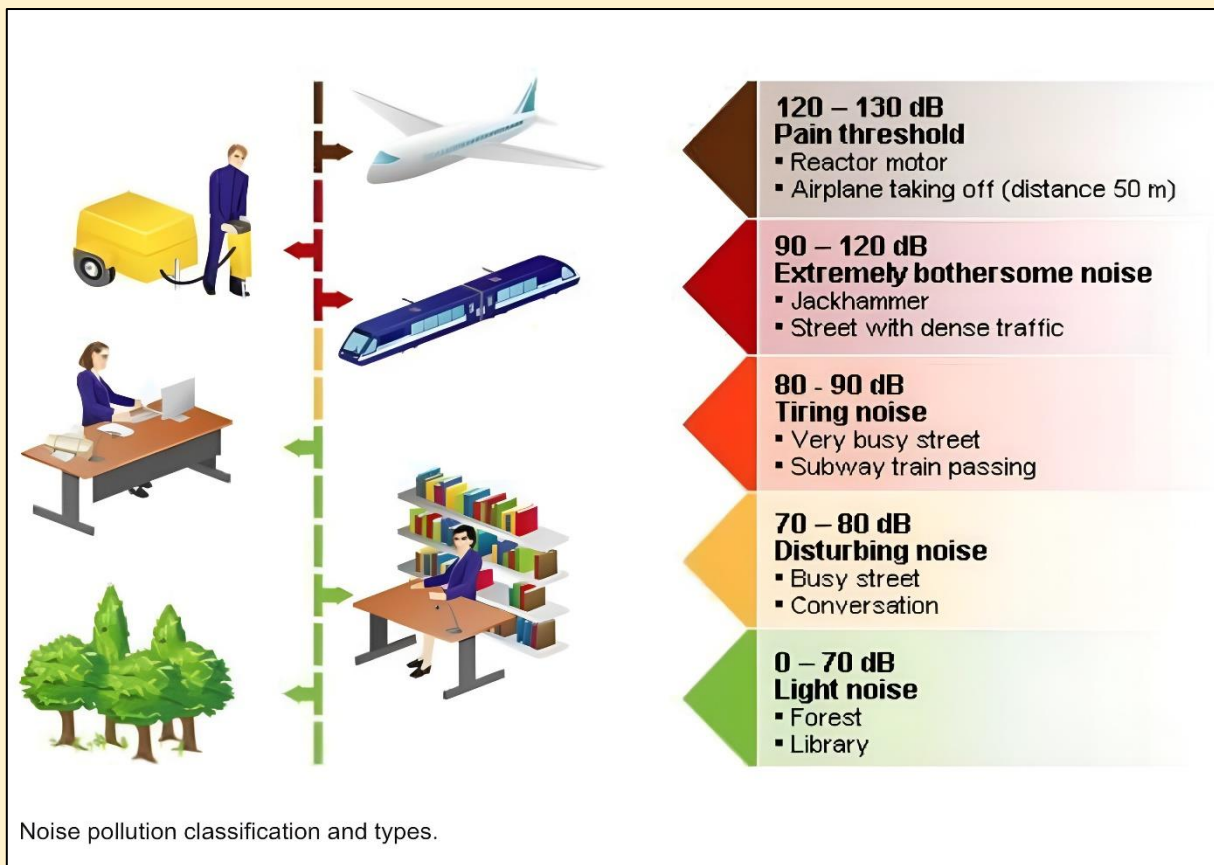 120 – 130 dB
Pain threshold
▪ Reactor motor
▪ Airplane taking off (distance 50 m)
90 – 120 dB
Extremely bothersome noise
▪ Jackhammer
▪ Street with dense traffic
80 - 90 dB
Tiring noise
▪ Very busy street
▪ Subway train passing
70 – 80 dB
Disturbing noise
▪ Busy street
▪ Conversation
0 – 70 dB
Light noise
▪ Forest
▪ Library
Noise pollution classification and types.